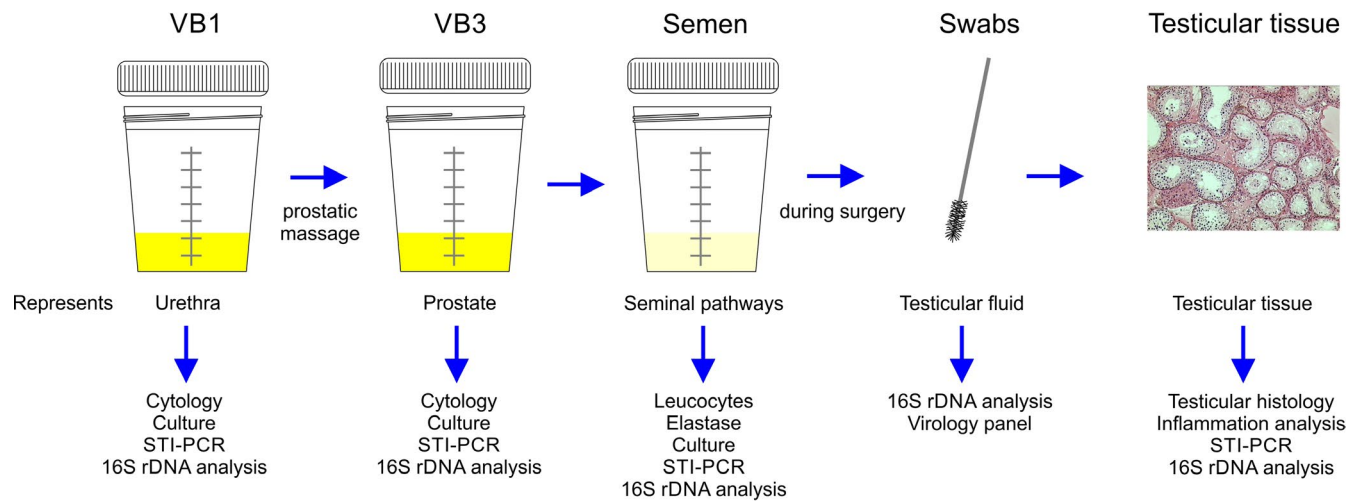 VB1
VB3
Semen
Swabs
Testicular tissue
prostatic
massage
during surgery
Represents
Urethra
Prostate
Seminal pathways
Testicular fluid
Testicular tissue
Cytology
Culture
STI-PCR
16S rDNA analysis
Cytology
Culture
STI-PCR
16S rDNA analysis
Leucocytes
Elastase
Culture
STI-PCR
16S rDNA analysis
16S rDNA analysis
Virology panel
Testicular histology
Inflammation analysis
STI-PCR
16S rDNA analysis